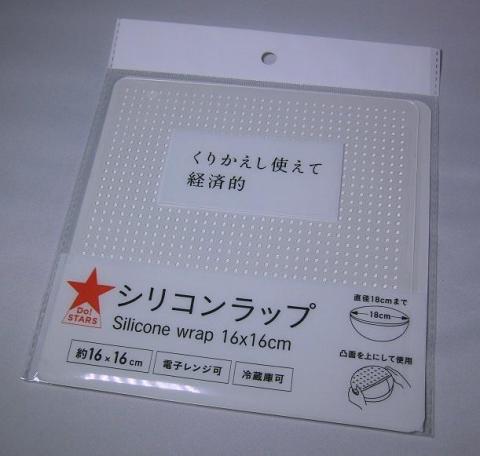 くりかえし使えて
経済的
Do!
STARS
シリコンラップ
Silicone wrap 16x16cm
約16×16cm
電子レンジ可
冷蔵庫可
直径18cmまで
18cm
凸面を上にして使用